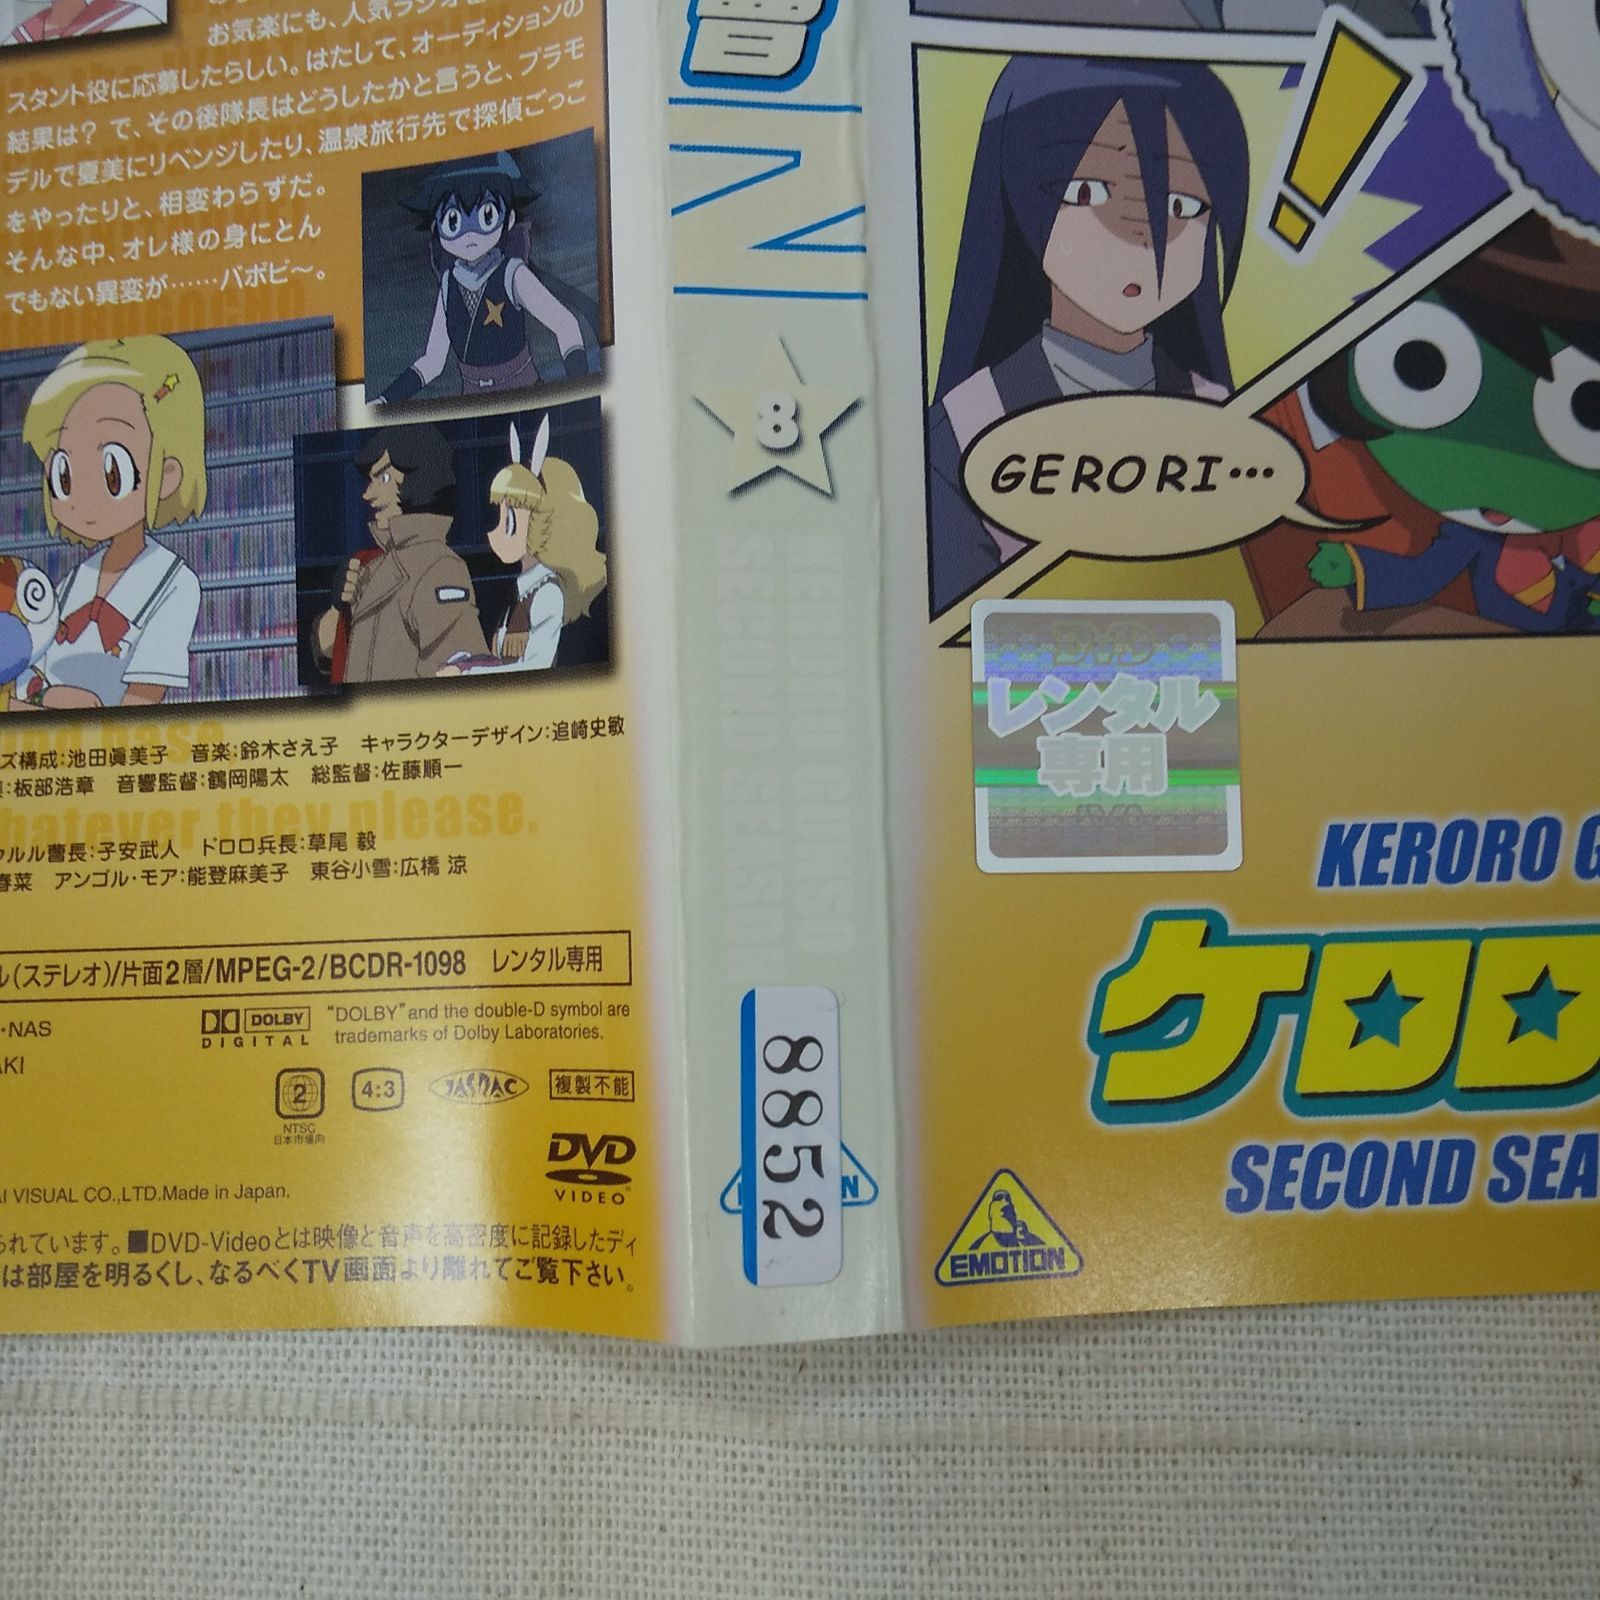 お気楽にも、人気ラジオ
スタント役に応募したらしい。はたして、オーディションの
結果は？ で、その後隊長はどうしたかと言うと、プラモ
デルで夏美にリベンジしたり、温泉旅行先で探偵ごっこ
をやったりと、相変わらずだ。
そんな中、オレ様の身にとん
でもない異変が……バボビ〜。
ズ構成:池田眞美子 音楽:鈴木さえ子 キャラクターデザイン:追崎史敏
:板部浩章 音響監督:鶴岡陽太 総監督:佐藤順一
whatever they please.
ルル曹長:子安武人 ドロロ兵長:草尾 毅
春菜 アンゴル・モア:能登麻美子 東谷小雪:広橋 涼
ル(ステレオ)/片面2層/MPEG-2/BCDR-1098 レンタル専用
・NAS
AKI
DOLBY
DIGITAL
"DOLBY" and the double-D symbol are
trademarks of Dolby Laboratories.
2
NTSC
日本市場向
4:3
JASRAC
複製不能
DVD
VIDEO
AI VISUAL CO.,LTD.Made in Japan.
られています。■DVD-Videoとは映像と音声を高密度に記録したディ
は部屋を明るくし、なるべくTV画面より離れてご覧下さい。
曹
8
KERORO GUNSO
SECOND SEASON
8852
N
!
GERORI…
DVD
レンタル
専用
KERORO G
ケロロ
SECOND SEA
EMOTION